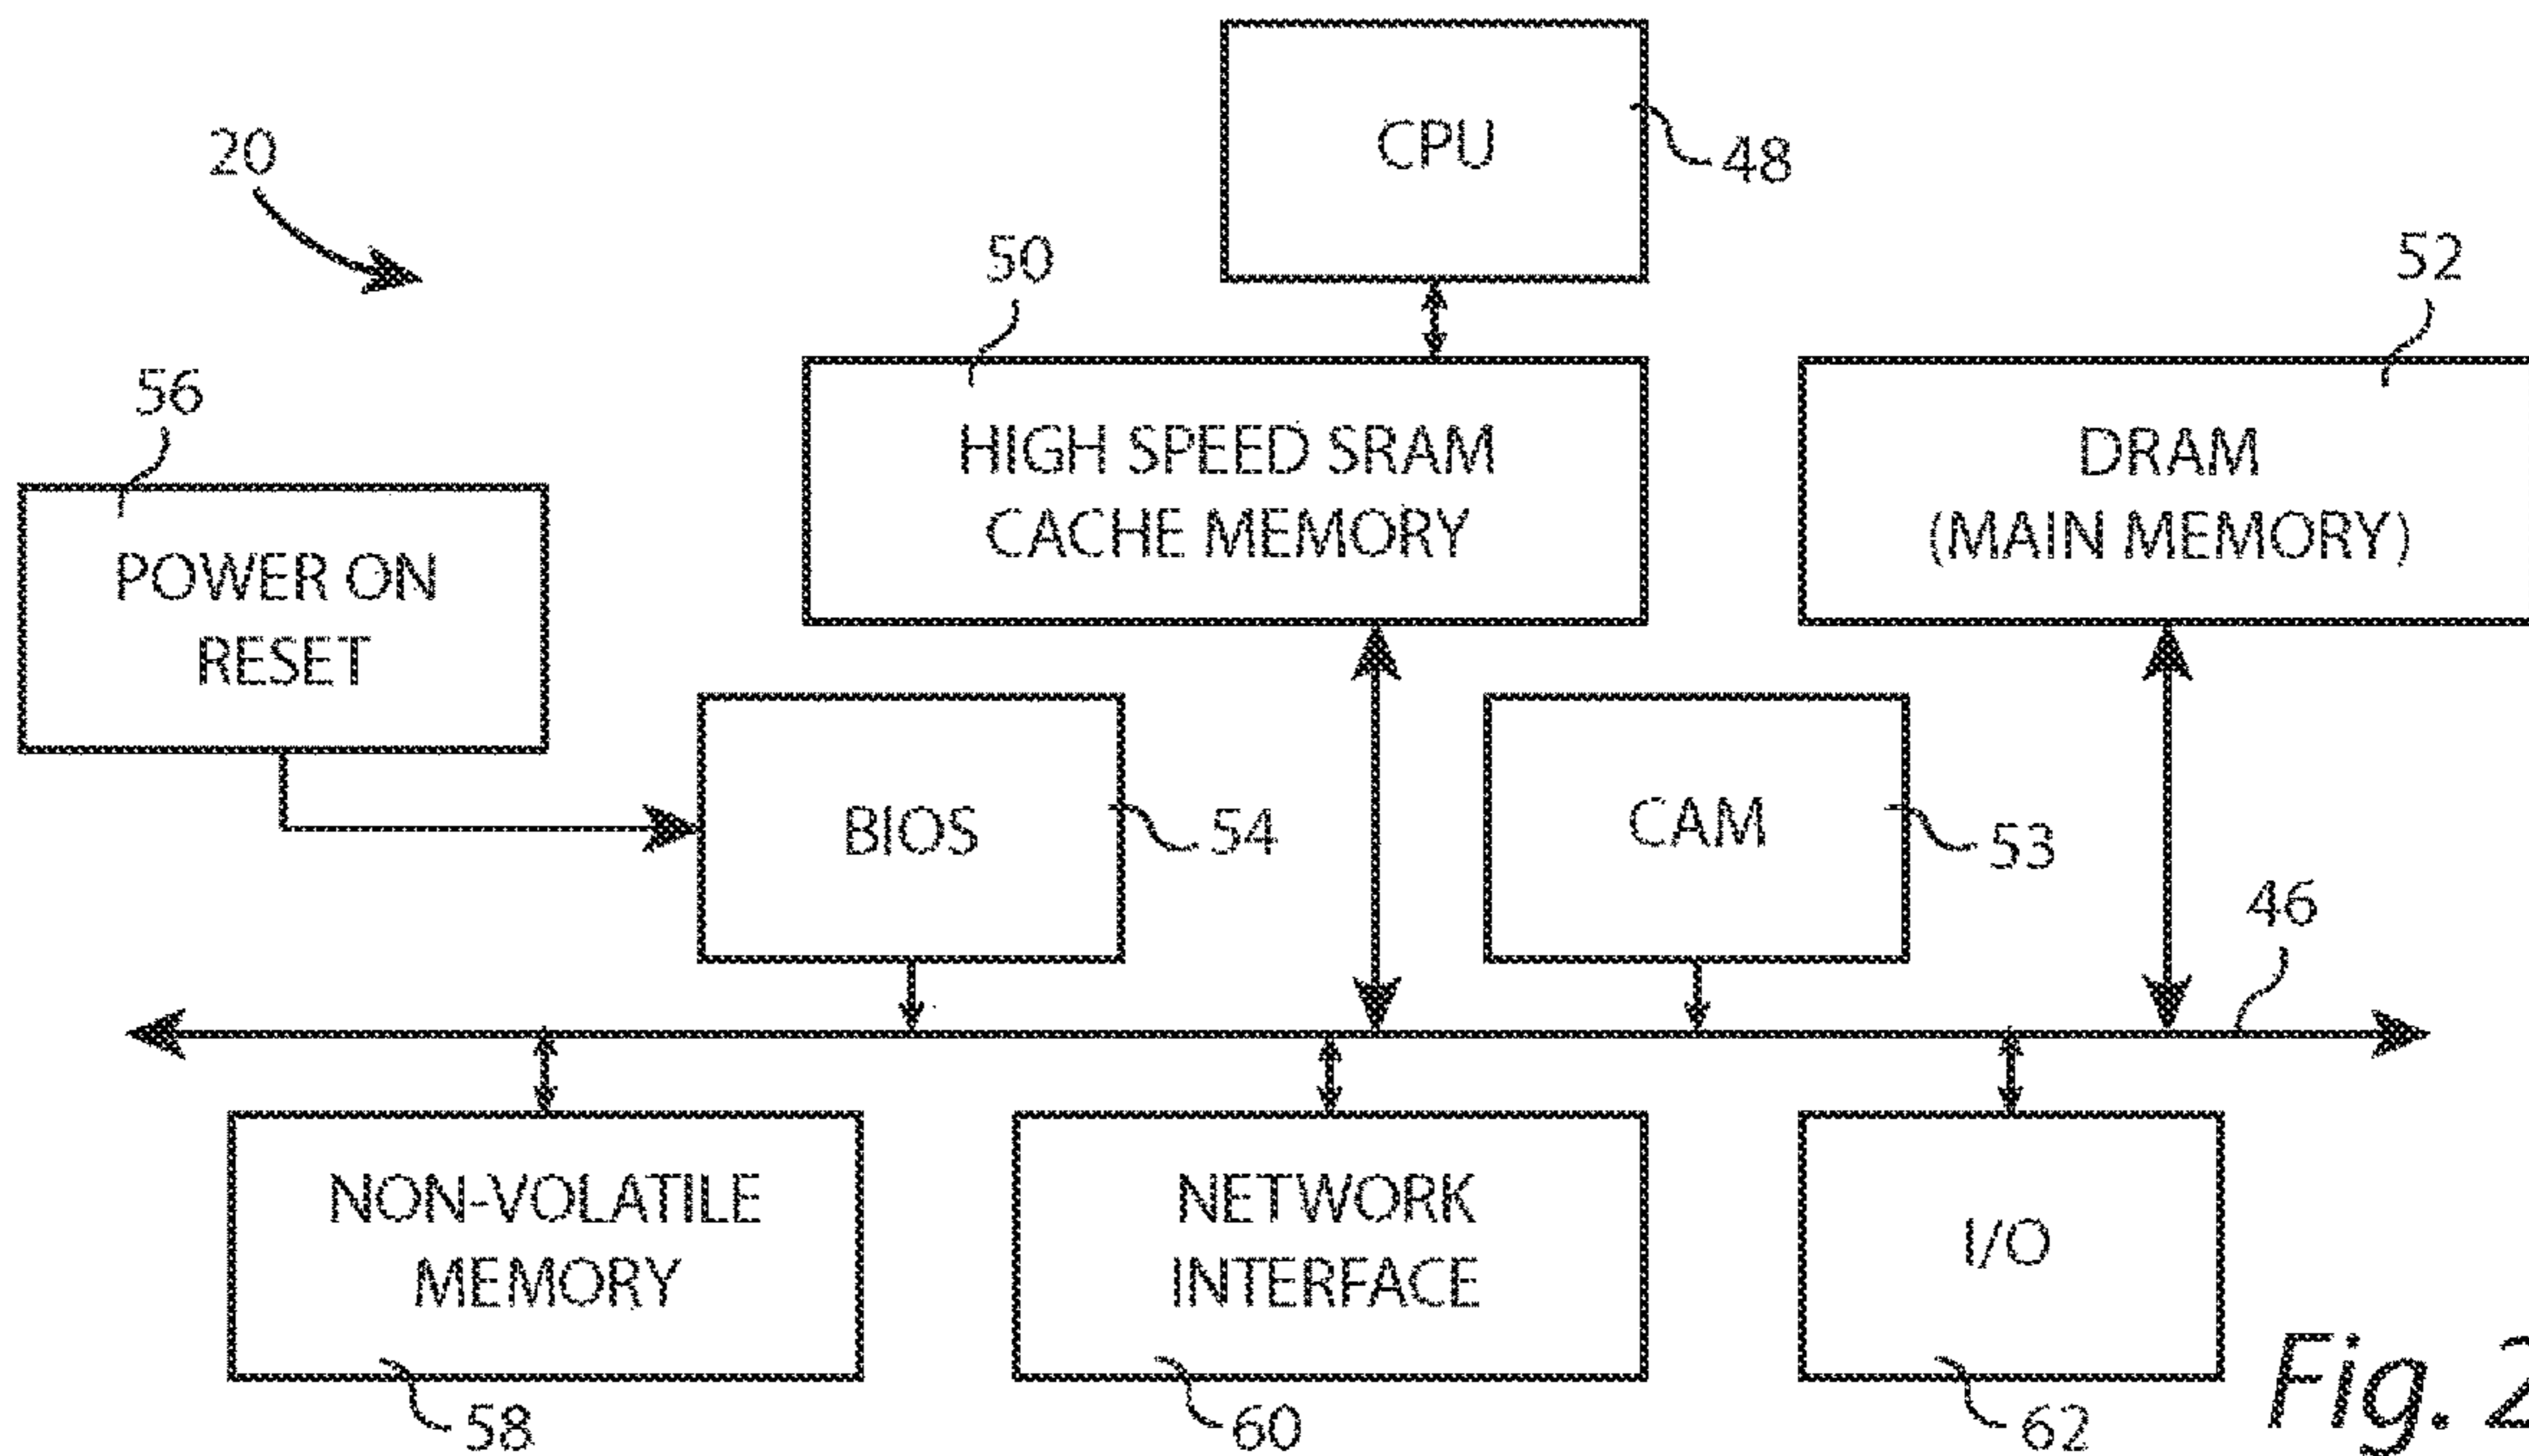 CPU
48
20
50
52
56
HIGH SPEED SRAM
CACHE MEMORY
DRAM
(MAIN MEMORY)
POWER ON
RESET
BIOS
54
CAM
53
46
NON-VOLATILE
MEMORY
NETWORK
INTERFACE
I/O
58
60
62
Fig. 2